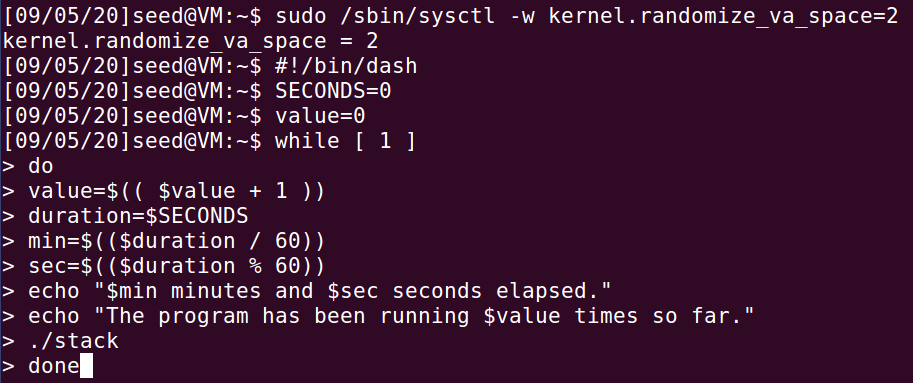 [09/05/20]seed@VM:~$ sudo /sbin/sysctl -w kernel.randomize_va_space=2
kernel.randomize_va_space = 2
[09/05/20]seed@VM:~$ #!/bin/dash
[09/05/20]seed@VM:~$ SECONDS=0
[09/05/20]seed@VM:~$ value=0
[09/05/20]seed@VM:~$ while [ 1 ]
> do
> value=$(( $value + 1 ))
> duration=$SECONDS
> min=$(($duration / 60))
> sec=$(($duration % 60))
> echo "$min minutes and $sec seconds elapsed."
> echo "The program has been running $value times so far."
> ./stack
> done